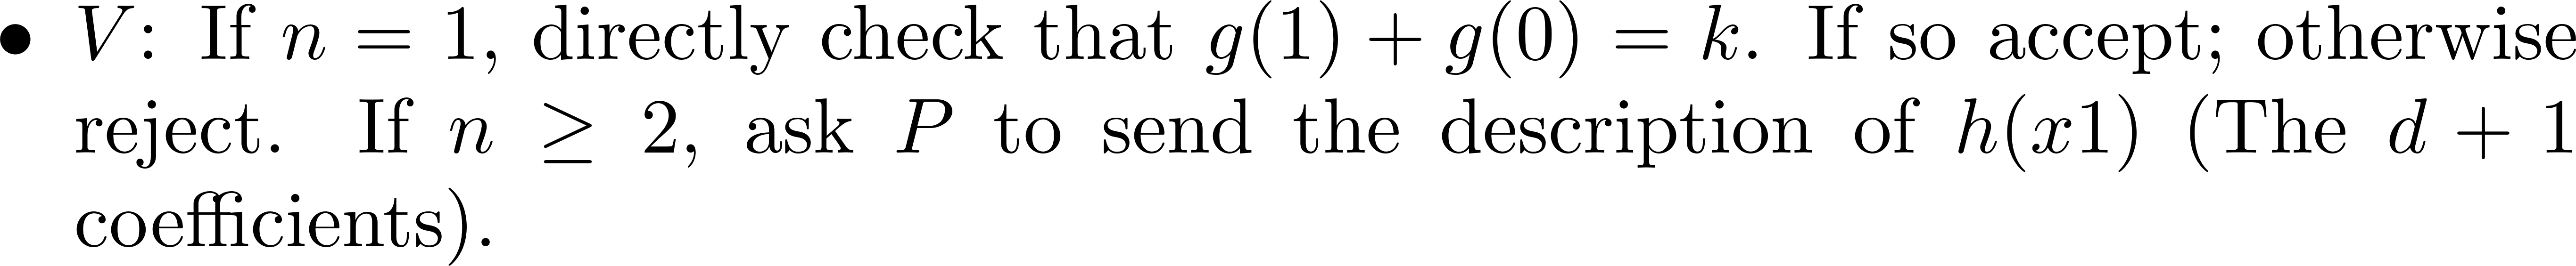 • V: If n = 1, directly check that g(1) + g(0) = k. If so accept; otherwise
reject. If n ≥ 2, ask P to send the description of h(x1) (The d + 1
coefficients).